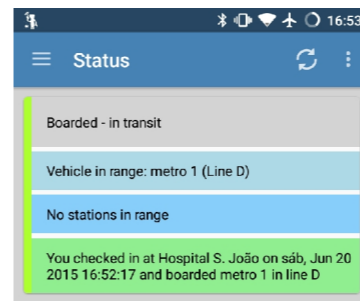 16:53
Status
Boarded - in transit
Vehicle in range: metro 1 (Line D)
No stations in range
You checked in at Hospital S. João on sáb, Jun 20
2015 16:52:17 and boarded metro 1 in line D